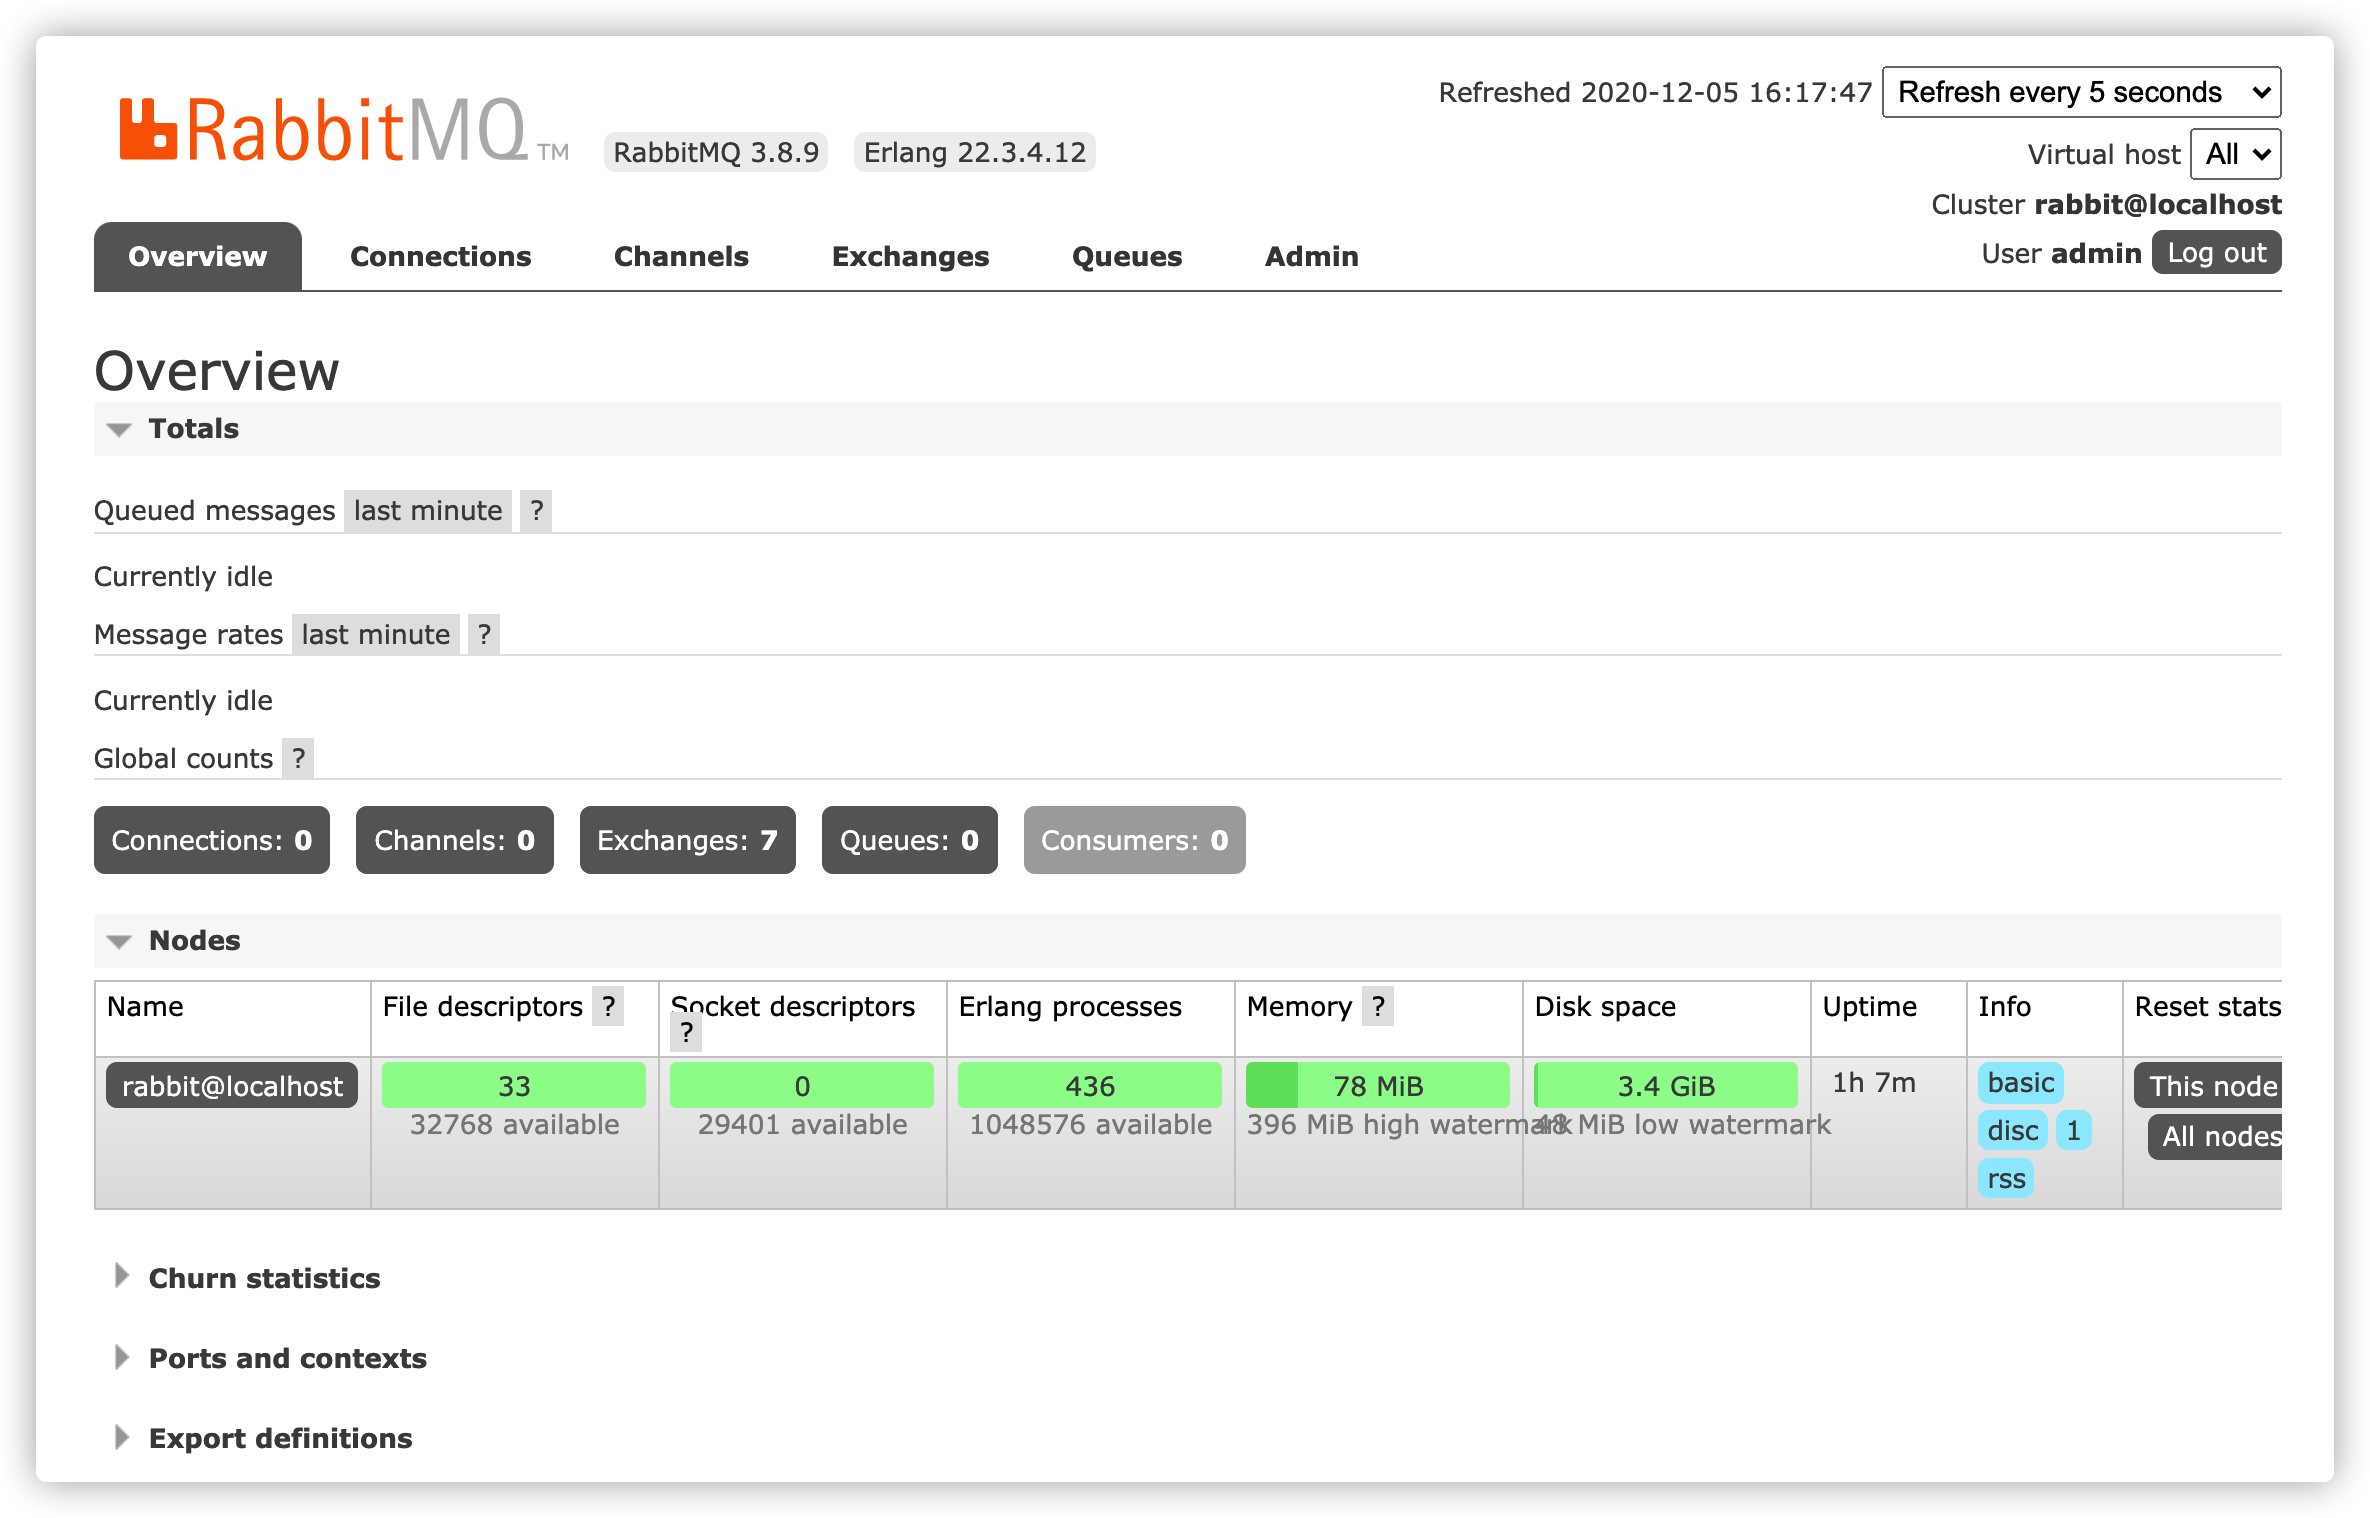 Refreshed 2020-12-05 16:17:47 Refresh every 5 seconds
RabbitMQ TM RabbitMQ 3.8.9 Erlang 22.3.4.12
Virtual host All
Cluster rabbit@localhost
User admin Log out
Overview Connections Channels Exchanges Queues Admin
Overview
Totals
Queued messages last minute ?
Currently idle
Message rates last minute ?
Currently idle
Global counts ?
Connections: 0 Channels: 0 Exchanges: 7 Queues: 0 Consumers: 0
Nodes
Name File descriptors ? Socket descriptors ? Erlang processes Memory ? Disk space Uptime Info Reset stats
rabbit@localhost 33 0 436 78 MiB 3.4 GiB 1h 7m basic This node
32768 available 29401 available 1048576 available 396 MiB high watermark 48 MiB low watermark disc 1 All nodes
rss
Churn statistics
Ports and contexts
Export definitions